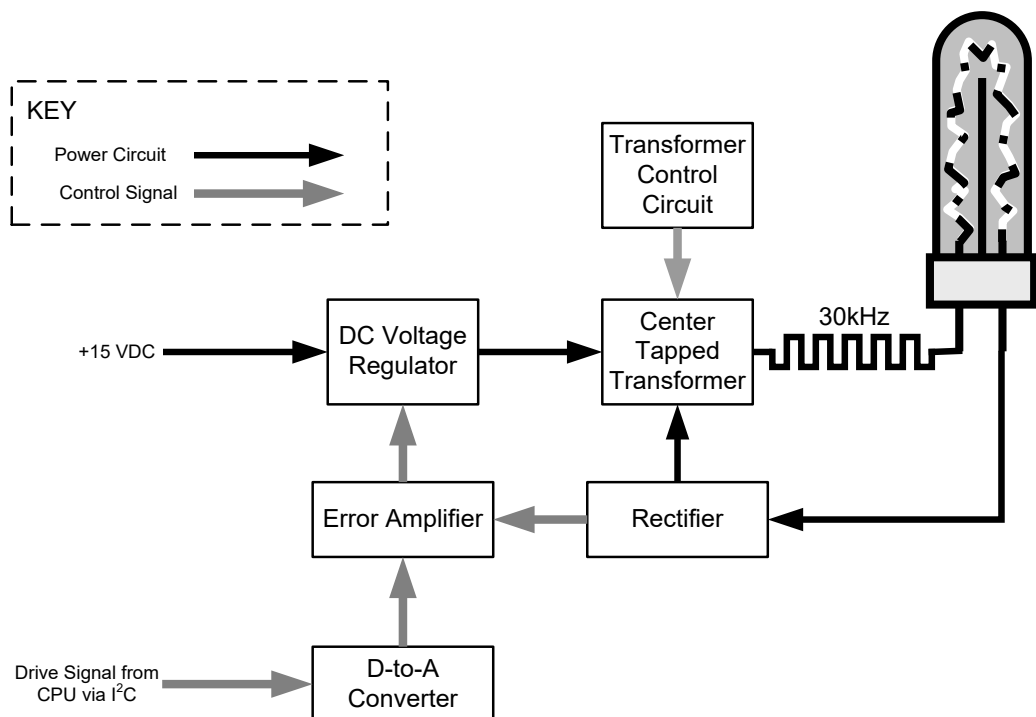 KEY
Power Circuit
Control Signal
Transformer
Control
Circuit
30kHz
+15 VDC
DC Voltage
Regulator
Center
Tapped
Transformer
Error Amplifier
Rectifier
Drive Signal from
CPU via I²C
D-to-A
Converter